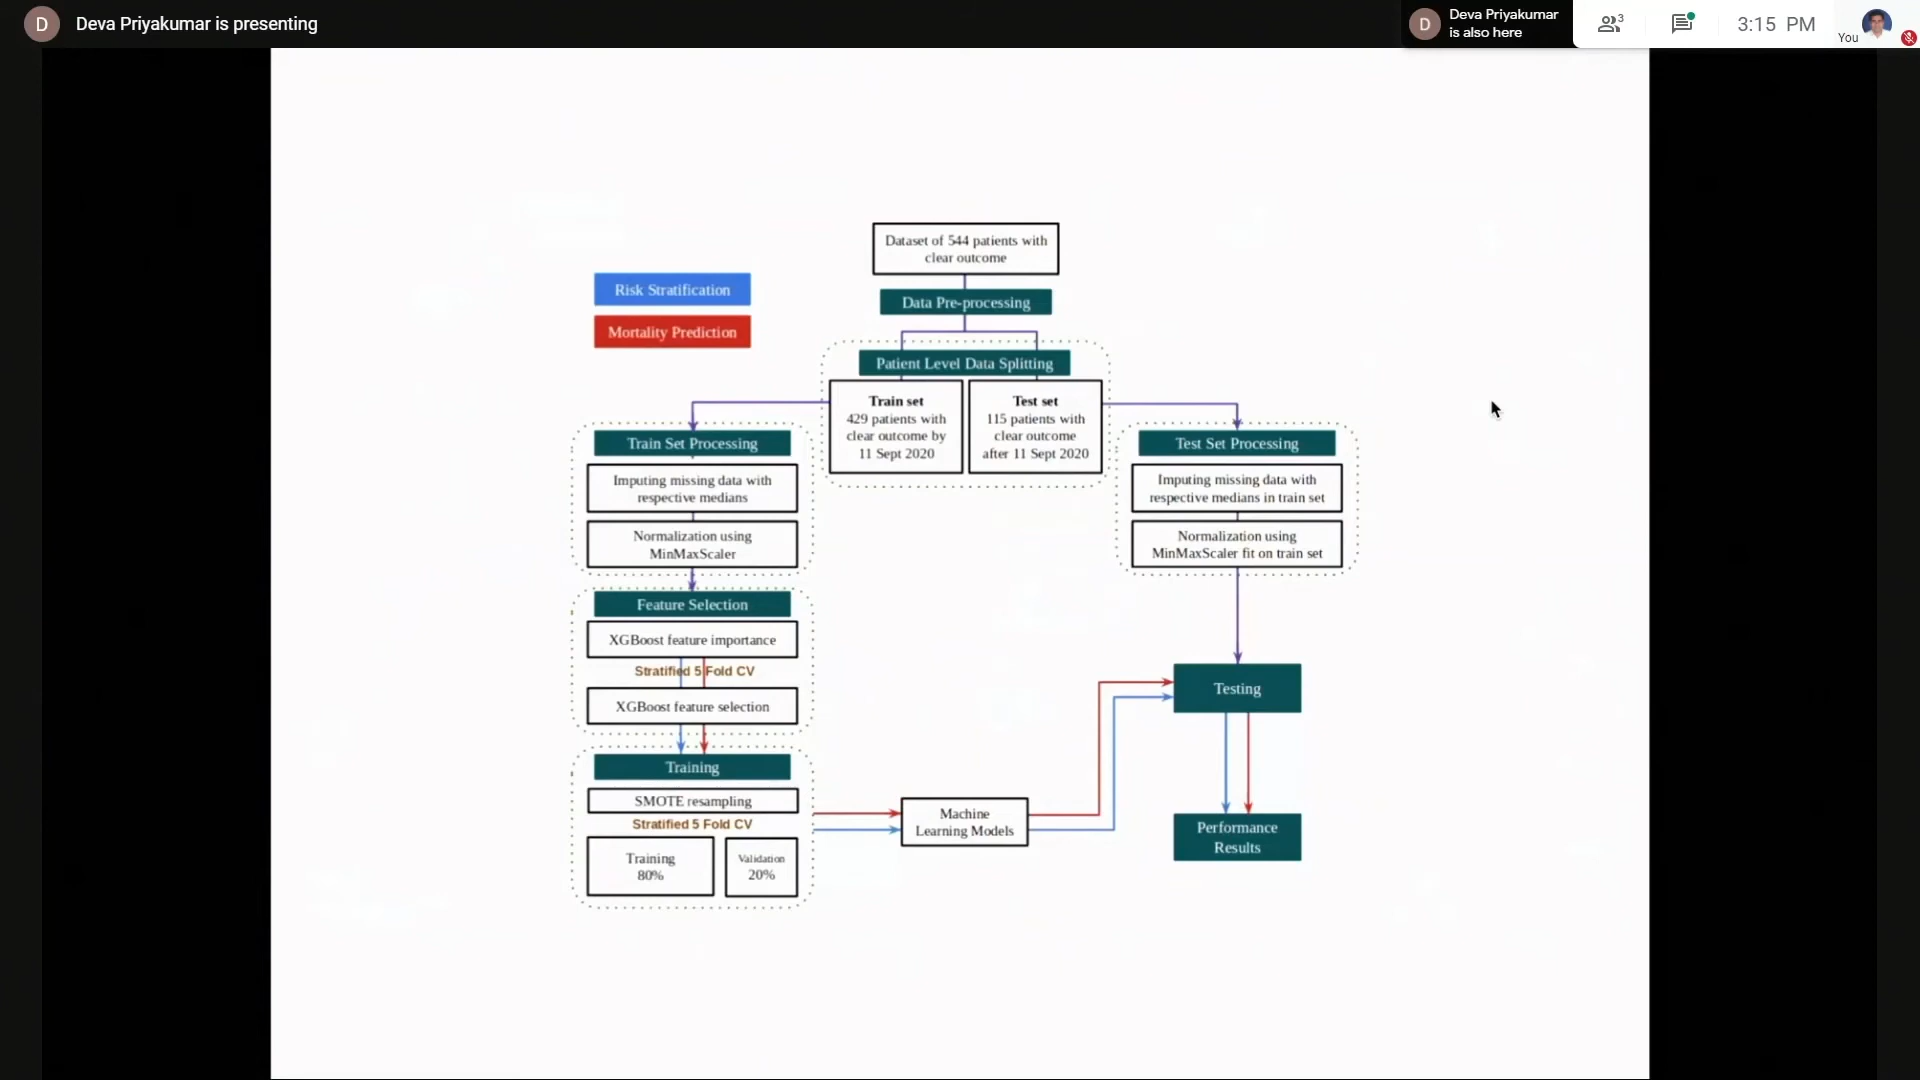 D
Deva Priyakumar is presenting
D
Deva Priyakumar
is also here
3
3:15 PM
You
Dataset of 544 patients with
clear outcome
Risk Stratification
Data Pre-processing
Mortality Prediction
Patient Level Data Splitting
Train set
429 patients with
clear outcome by
11 Sept 2020
Test set
115 patients with
clear outcome
after 11 Sept 2020
Train Set Processing
Imputing missing data with
respective medians
Normalization using
MinMaxScaler
Test Set Processing
Imputing missing data with
respective medians in train set
Normalization using
MinMaxScaler fit on train set
Feature Selection
XGBoost feature importance
Stratified 5 Fold CV
XGBoost feature selection
Training
SMOTE resampling
Stratified 5 Fold CV
Training
80%
Validation
20%
Machine
Learning Models
Testing
Performance
Results